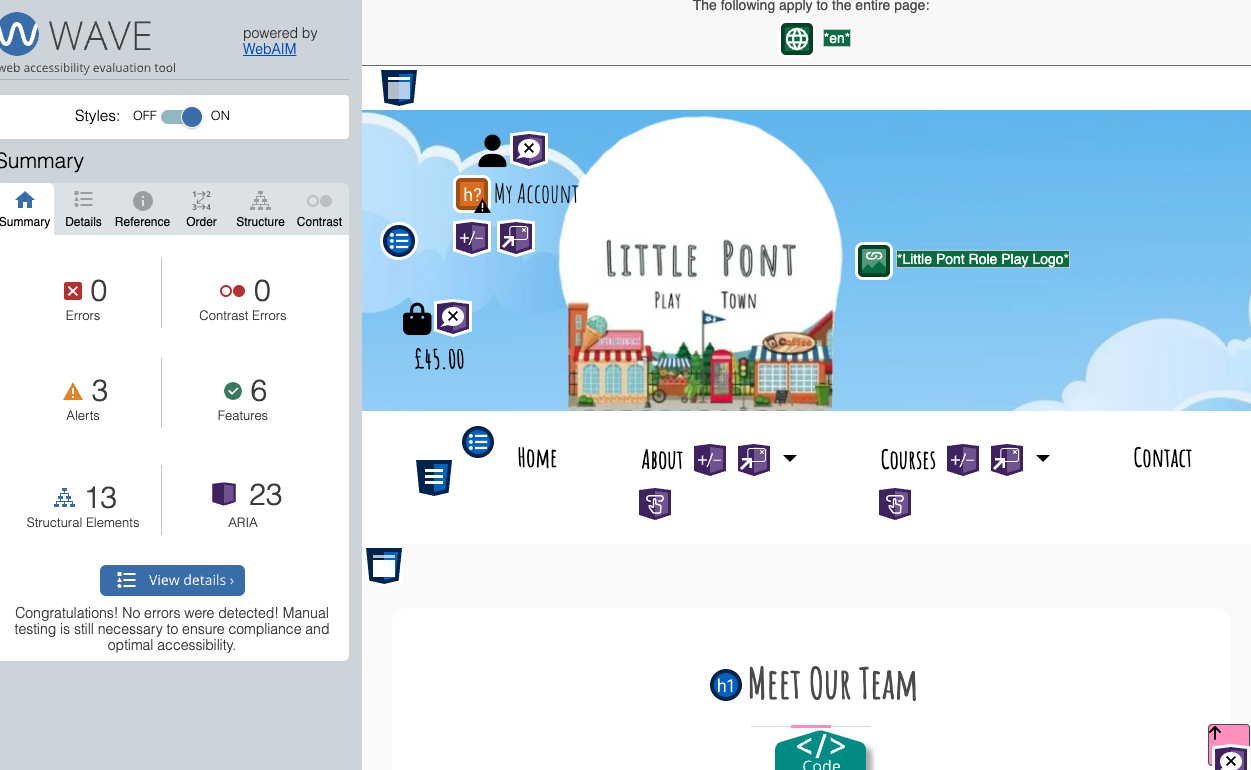 WAVE
powered by
WebAIM
web accessibility evaluation tool
Styles: OFF ON
Summary
Summary Details Reference Order Structure Contrast
0
Errors
0
Contrast Errors
3
Alerts
6
Features
13
Structural Elements
23
ARIA
View details ›
Congratulations! No errors were detected! Manual
testing is still necessary to ensure compliance and
optimal accessibility.
The following apply to the entire page:
*en*
h? My Account
+/-
£45.00
Little Pont
Play Town
ICE CREAM
Coffee
*Little Pont Role Play Logo*
Home About +/- Courses +/- Contact
h1 Meet Our Team
</>
Code